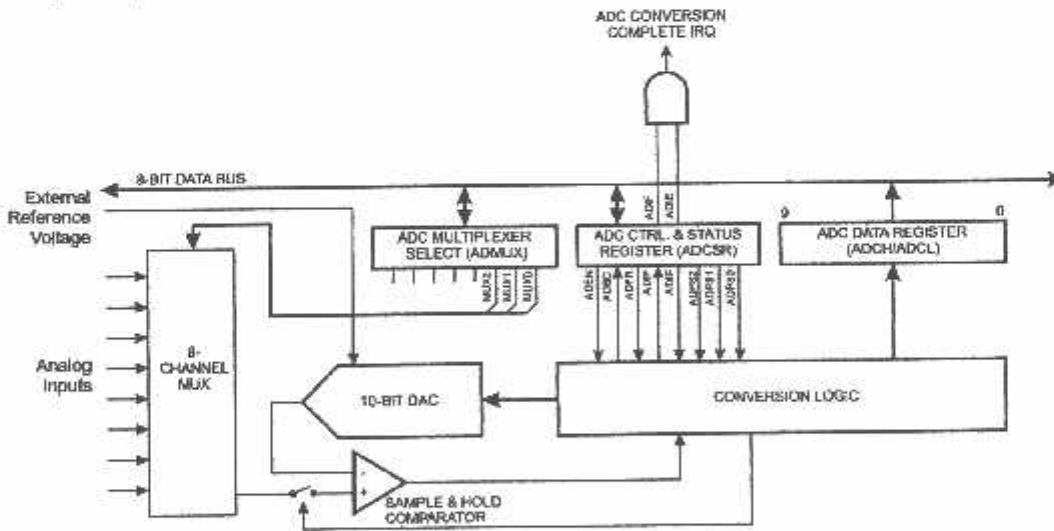 ADC CONVERSION
COMPLETE IRQ
8-BIT DATA BUS
External
Reference
Voltage
ADIF
ADIE
ADC MULTIPLEXER
SELECT (ADMUX)
ADC CTRL. & STATUS
REGISTER (ADCSR)
9
0
ADC DATA REGISTER
(ADCH/ADCL)
MUX2
MUX1
MUX0
ADEN
ADSC
ADFR
ADIF
ADPS2
ADPS1
ADPS0
Analog
Inputs
8-
CHANNEL
MUX
10-BIT DAC
CONVERSION LOGIC
-
+
SAMPLE & HOLD
COMPARATOR